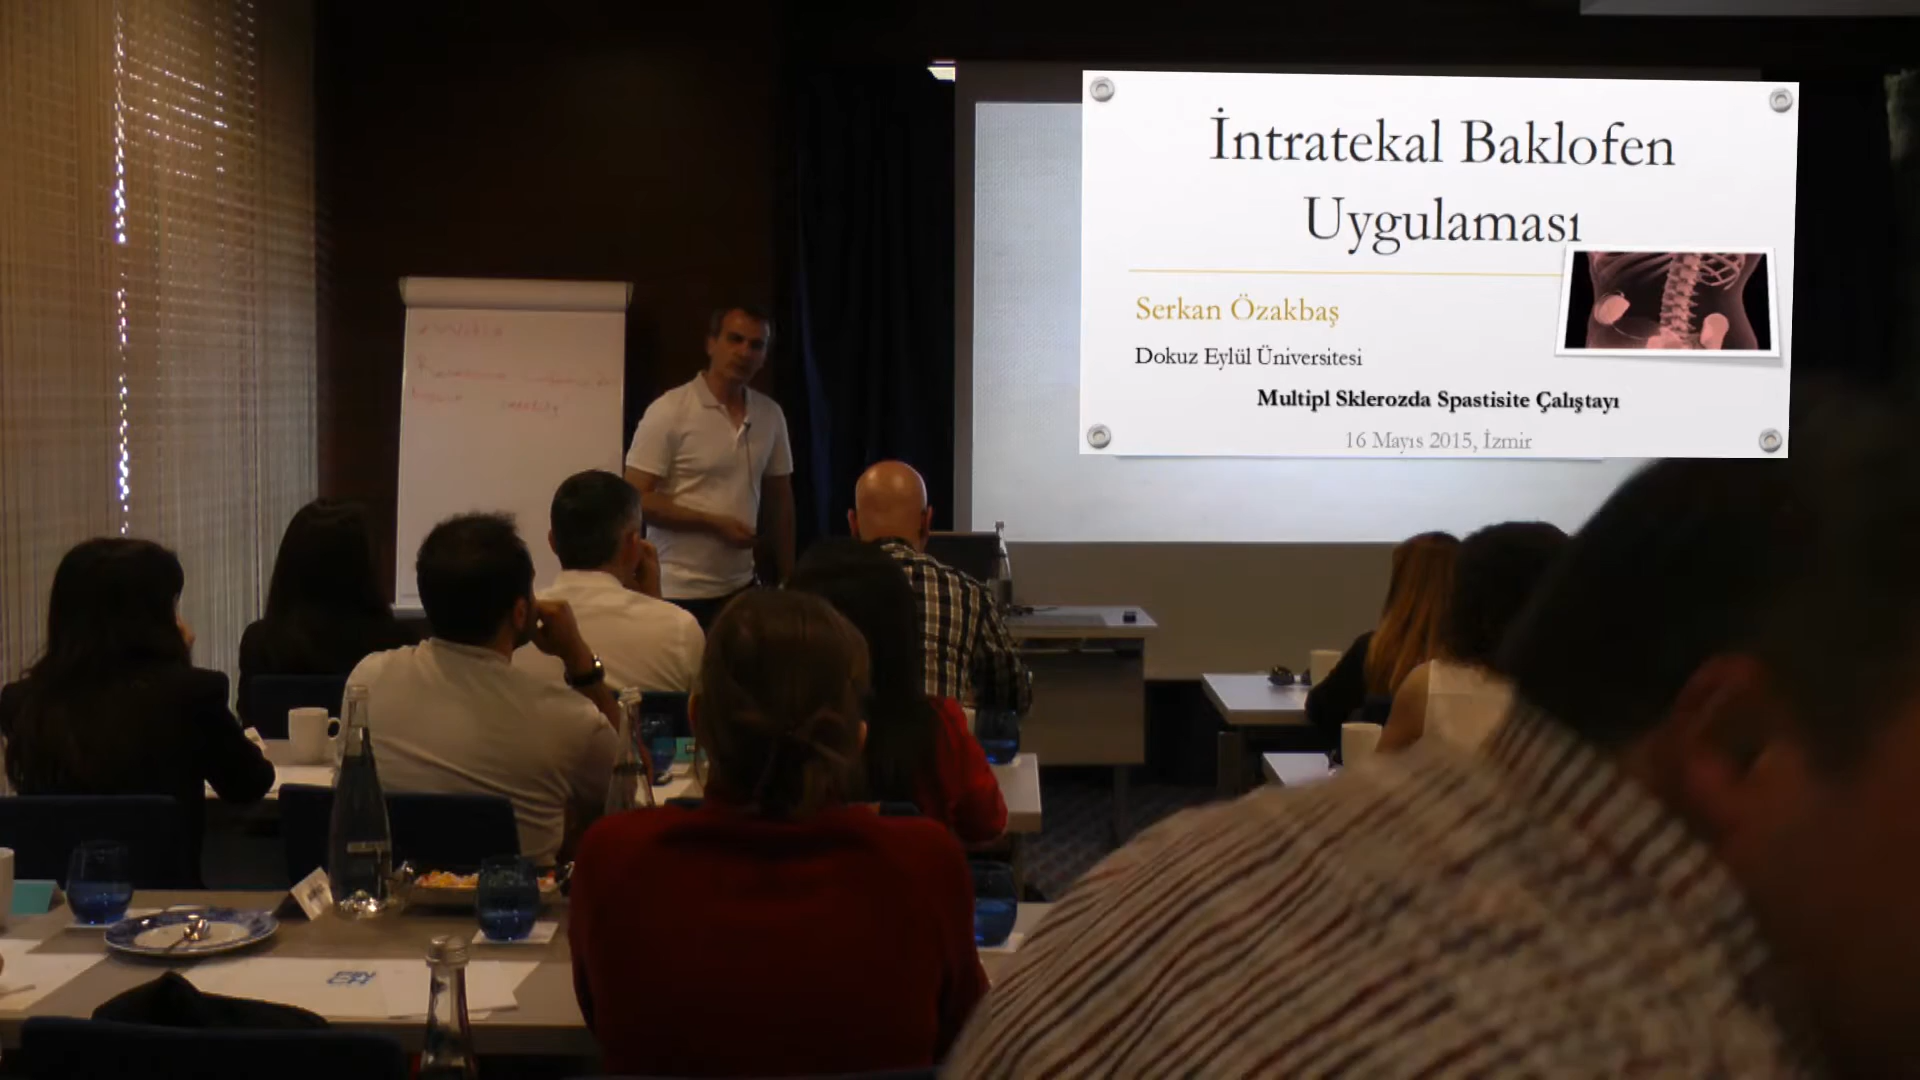 İntratekal Baklofen
Uygulaması
Serkan Özakbaş
Dokuz Eylül Üniversitesi
Multipl Sklerozda Spastisite Çalıştayı
16 Mayıs 2015, İzmir